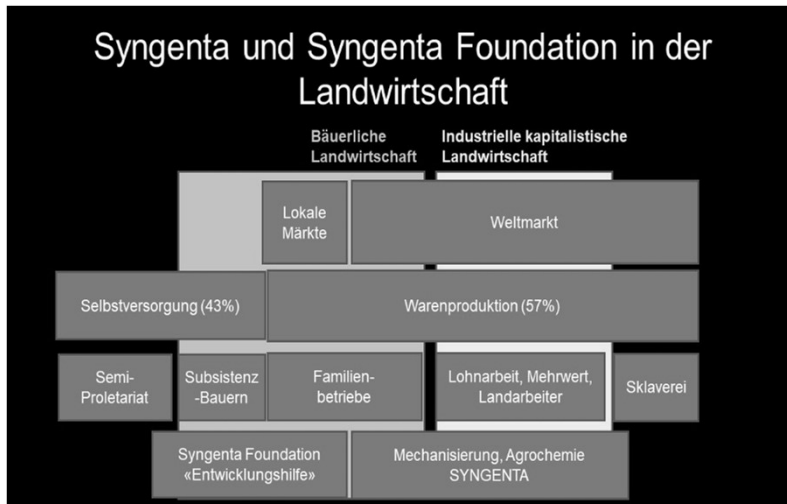 Syngenta und Syngenta Foundation in der
Landwirtschaft
Bäuerliche
Landwirtschaft
Industrielle kapitalistische
Landwirtschaft
Lokale
Märkte
Weltmarkt
Selbstversorgung (43%)
Warenproduktion (57%)
Semi-
Proletariat
Subsistenz
-Bauern
Familien-
betriebe
Lohnarbeit, Mehrwert,
Landarbeiter
Sklaverei
Syngenta Foundation
«Entwicklungshilfe»
Mechanisierung, Agrochemie
SYNGENTA